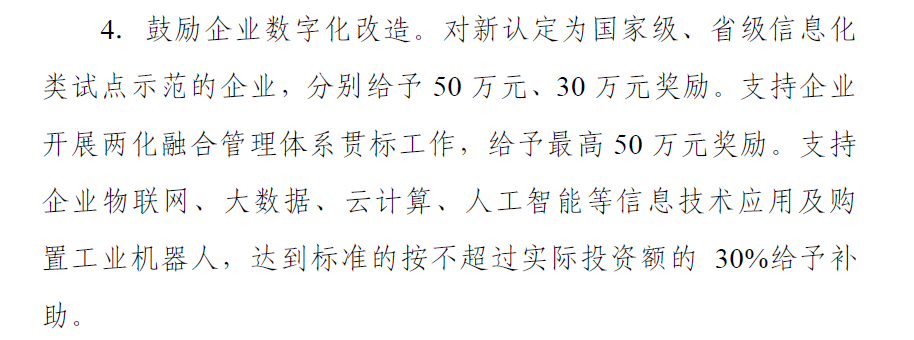 4. 鼓励企业数字化改造。对新认定为国家级、省级信息化
类试点示范的企业，分别给予 50 万元、30 万元奖励。支持企业
开展两化融合管理体系贯标工作，给予最高 50 万元奖励。支持
企业物联网、大数据、云计算、人工智能等信息技术应用及购
置工业机器人，达到标准的按不超过实际投资额的 30%给予补
助。